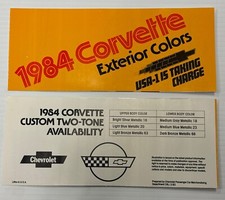 1984 Corvette
Exterior Colors
USA-1 IS TAKING
CHARGE
1984 CORVETTE
CUSTOM TWO-TONE
AVAILABILITY
UPPER BODY COLOR
LOWER BODY COLOR
Bright Silver Metallic 16
Medium Gray Metallic 18
Light Blue Metallic 20
Medium Blue Metallic 23
Light Bronze Metallic 63
Dark Bronze Metallic 66
Chevrolet